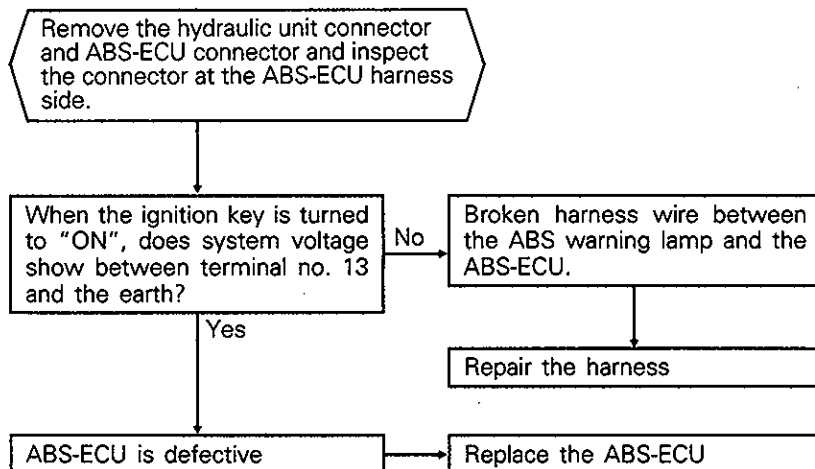 Remove the hydraulic unit connector
and ABS-ECU connector and inspect
the connector at the ABS-ECU harness
side.
When the ignition key is turned
to "ON", does system voltage
show between terminal no. 13
and the earth?
No
Broken harness wire between
the ABS warning lamp and the
ABS-ECU.
Yes
Repair the harness
ABS-ECU is defective
Replace the ABS-ECU